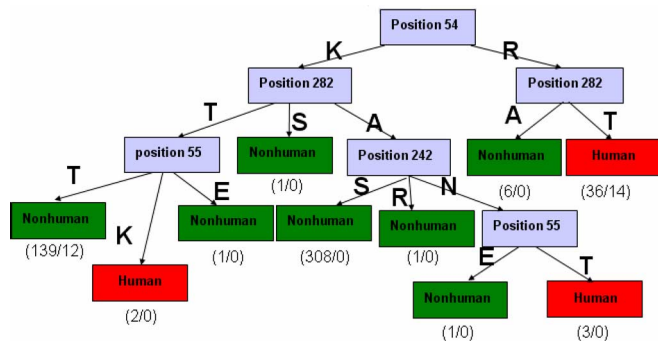 Position 54
K
R
Position 282
Position 282
T
S
A
A
T
position 55
Nonhuman
Position 242
Nonhuman
Human
(1/0)
(6/0)
(36/14)
T
K
E
S
R
N
Nonhuman
Nonhuman
Nonhuman
Nonhuman
Position 55
(139/12)
(1/0)
(308/0)
(1/0)
Human
E
T
(2/0)
Nonhuman
Human
(1/0)
(3/0)